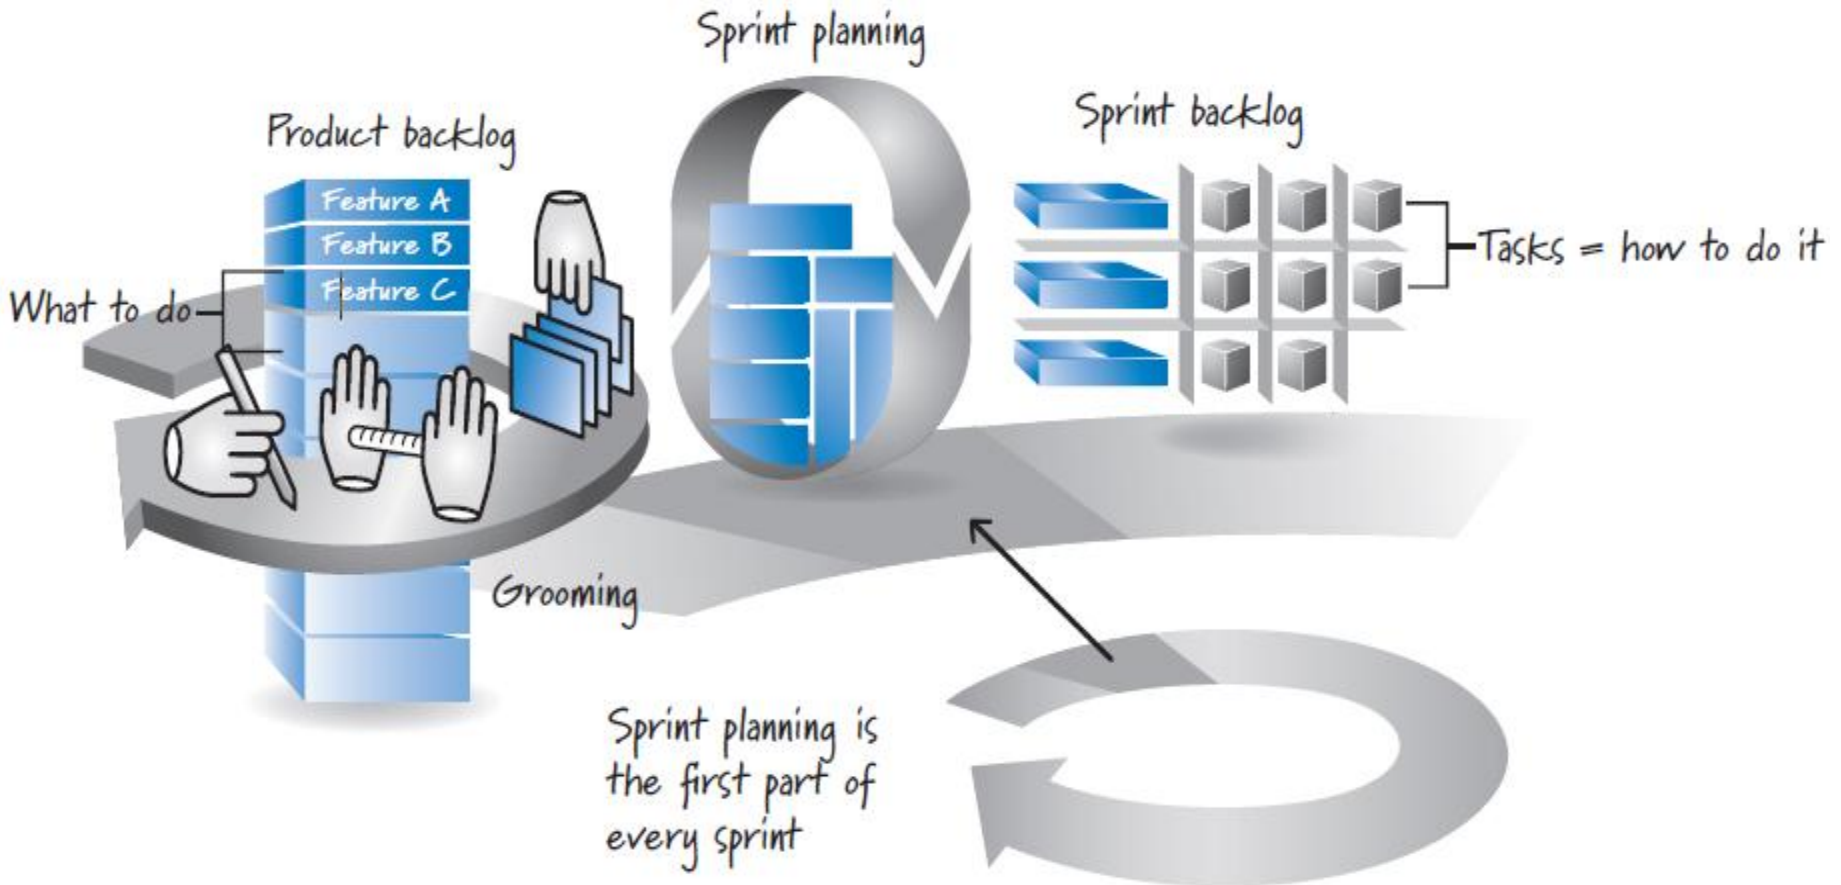 Sprint planning
Product backlog
Sprint backlog
Feature A
Feature B
Feature C
What to do
Tasks = how to do it
Grooming
Sprint planning is
the first part of
every sprint